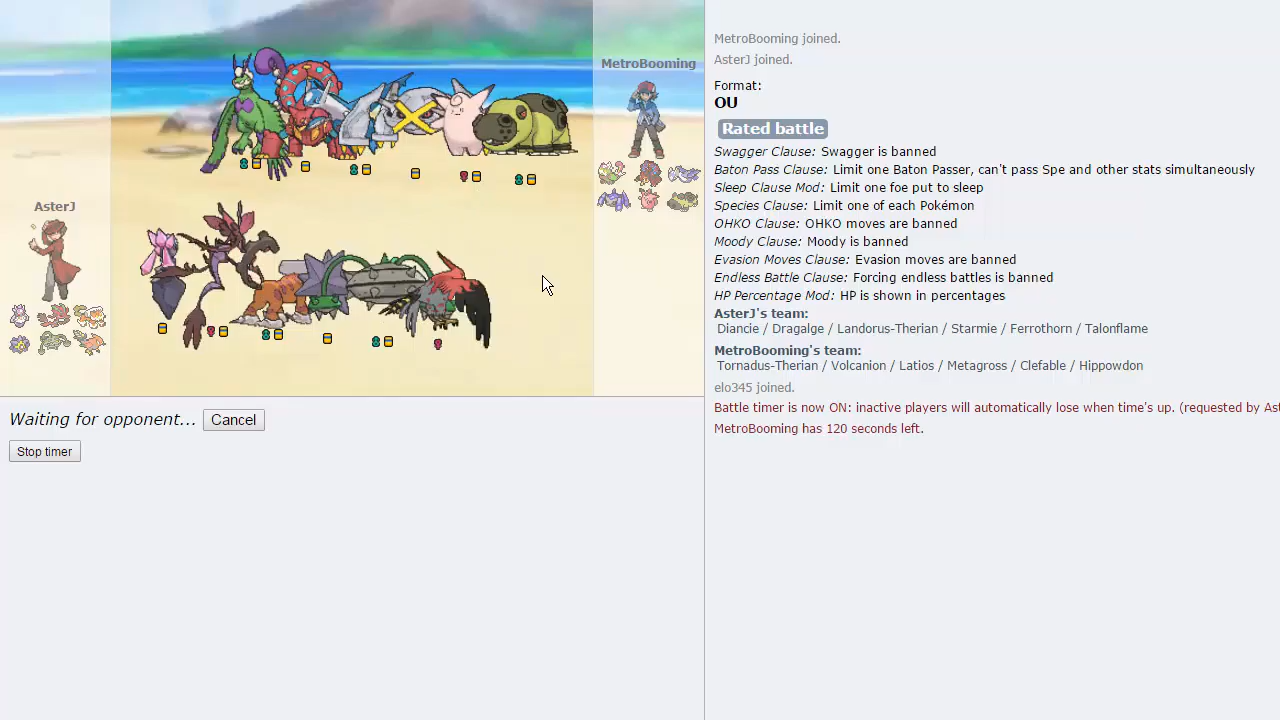 MetroBooming
AsterJ
Waiting for opponent... Cancel
Stop timer
MetroBooming joined.
AsterJ joined.
Format:
OU
Rated battle
Swagger Clause: Swagger is banned
Baton Pass Clause: Limit one Baton Passer, can't pass Spe and other stats simultaneously
Sleep Clause Mod: Limit one foe put to sleep
Species Clause: Limit one of each Pokémon
OHKO Clause: OHKO moves are banned
Moody Clause: Moody is banned
Evasion Moves Clause: Evasion moves are banned
Endless Battle Clause: Forcing endless battles is banned
HP Percentage Mod: HP is shown in percentages
AsterJ's team:
Diancie / Dragalge / Landorus-Therian / Starmie / Ferrothorn / Talonflame
MetroBooming's team:
Tornadus-Therian / Volcanion / Latios / Metagross / Clefable / Hippowdon
elo345 joined.
Battle timer is now ON: inactive players will automatically lose when time's up. (requested by Ast
MetroBooming has 120 seconds left.